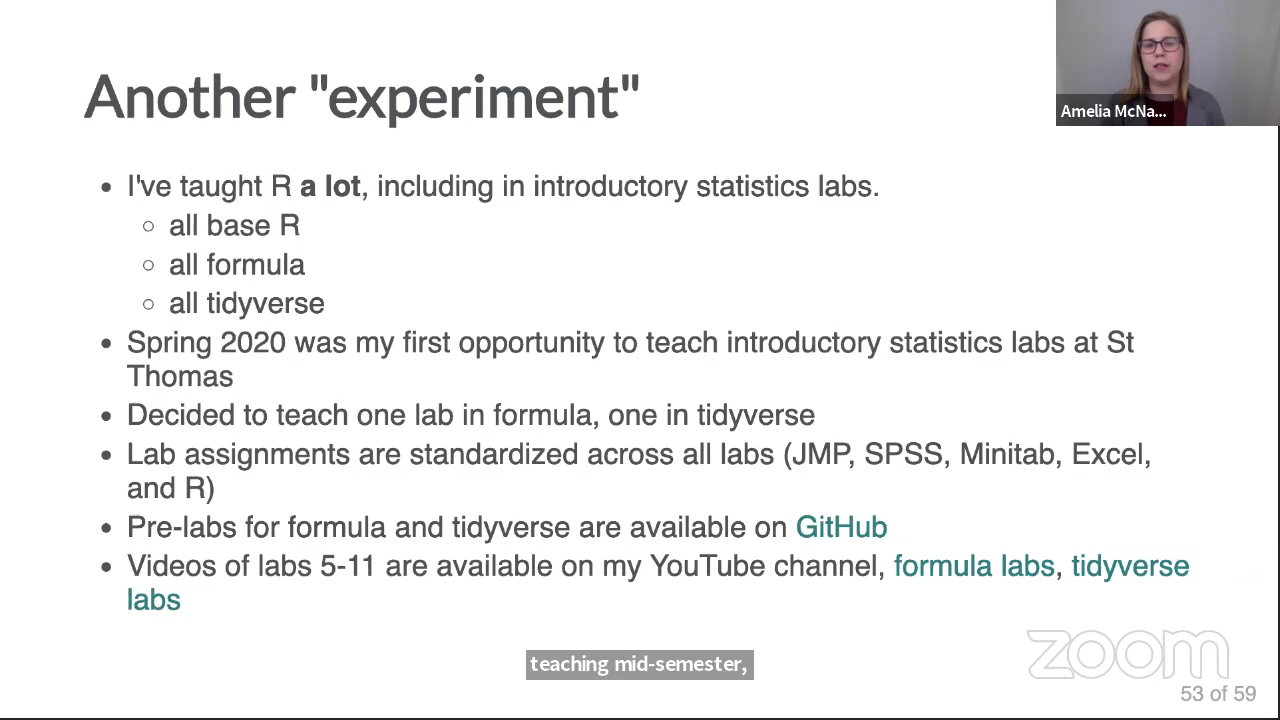 Another "experiment"
Amelia McNa...
• I've taught R a lot, including in introductory statistics labs.
○ all base R
○ all formula
○ all tidyverse
• Spring 2020 was my first opportunity to teach introductory statistics labs at St
Thomas
• Decided to teach one lab in formula, one in tidyverse
• Lab assignments are standardized across all labs (JMP, SPSS, Minitab, Excel,
and R)
• Pre-labs for formula and tidyverse are available on GitHub
• Videos of labs 5-11 are available on my YouTube channel, formula labs, tidyverse
labs
teaching mid-semester,
zoom
53 of 59